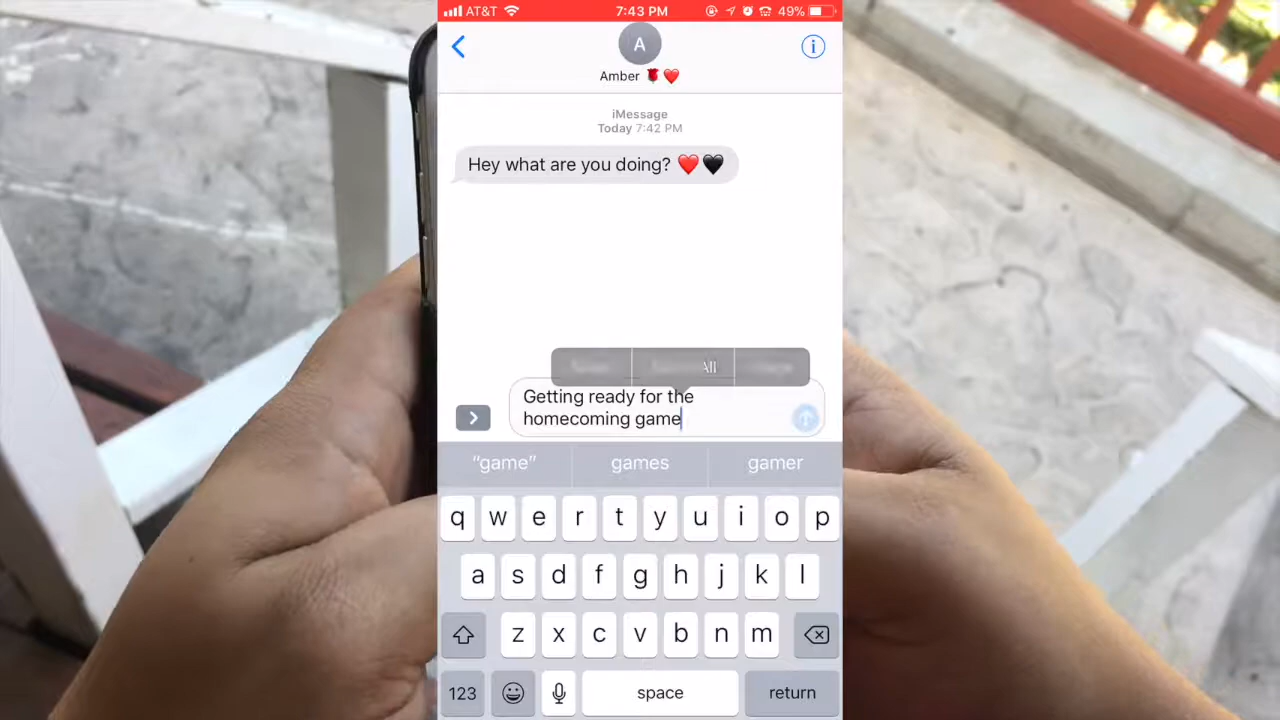 AT&T 7:43 PM 49%
A
Amber 🌹❤️
iMessage
Today 7:42 PM
Hey what are you doing? ❤️🖤
All
Getting ready for the
homecoming game
"game" games gamer
q w e r t y u i o p
a s d f g h j k l
z x c v b n m
123 space return